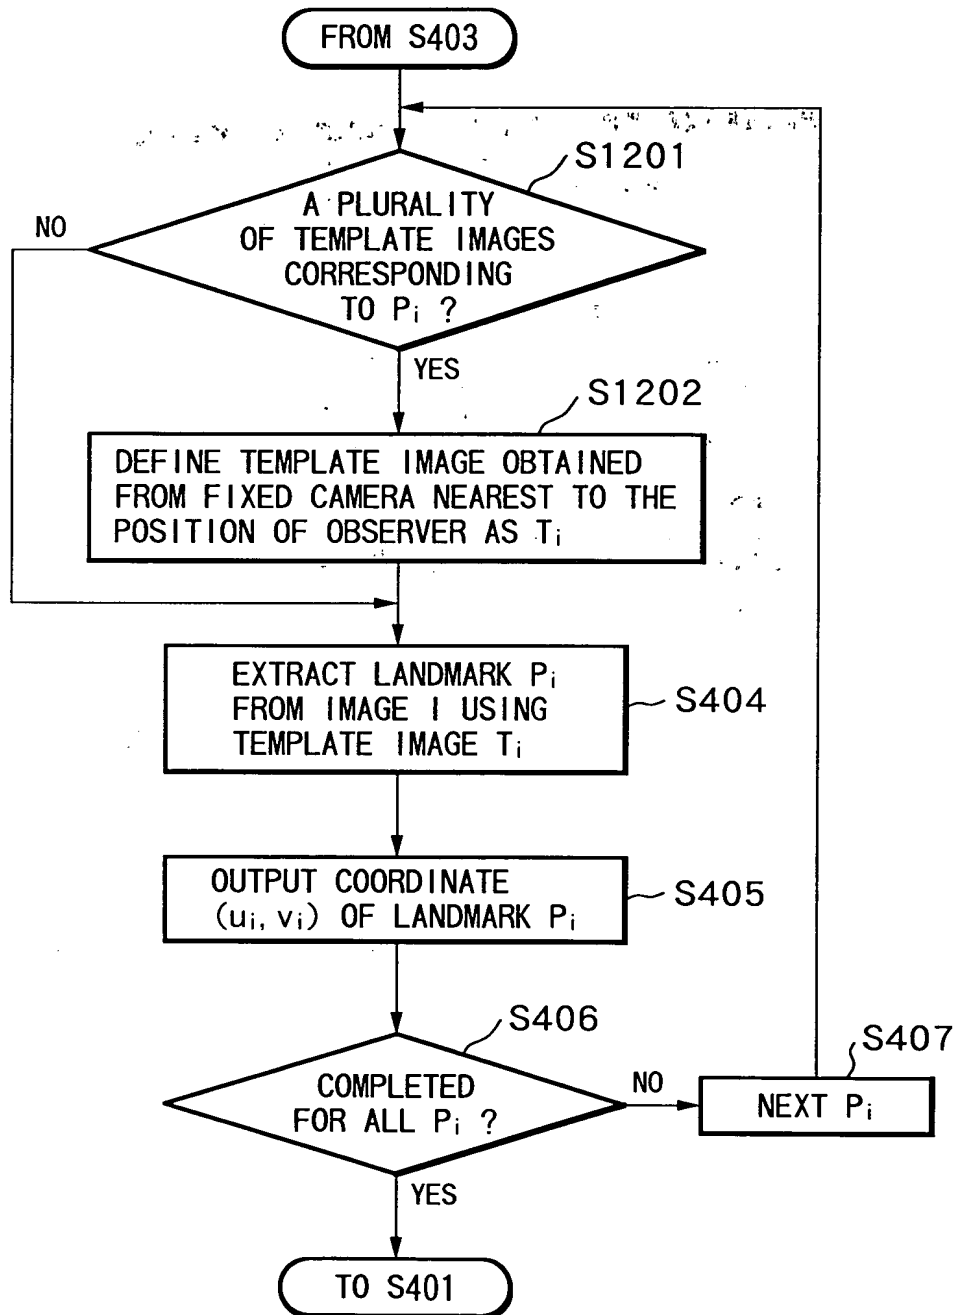 FROM S403
S1201
A PLURALITY
OF TEMPLATE IMAGES
CORRESPONDING
TO Pi ?
NO
YES
S1202
DEFINE TEMPLATE IMAGE OBTAINED
FROM FIXED CAMERA NEAREST TO THE
POSITION OF OBSERVER AS Ti
EXTRACT LANDMARK Pi
FROM IMAGE I USING
TEMPLATE IMAGE Ti
S404
OUTPUT COORDINATE
(ui, vi) OF LANDMARK Pi
S405
S406
COMPLETED
FOR ALL Pi ?
NO
S407
NEXT Pi
YES
TO S401